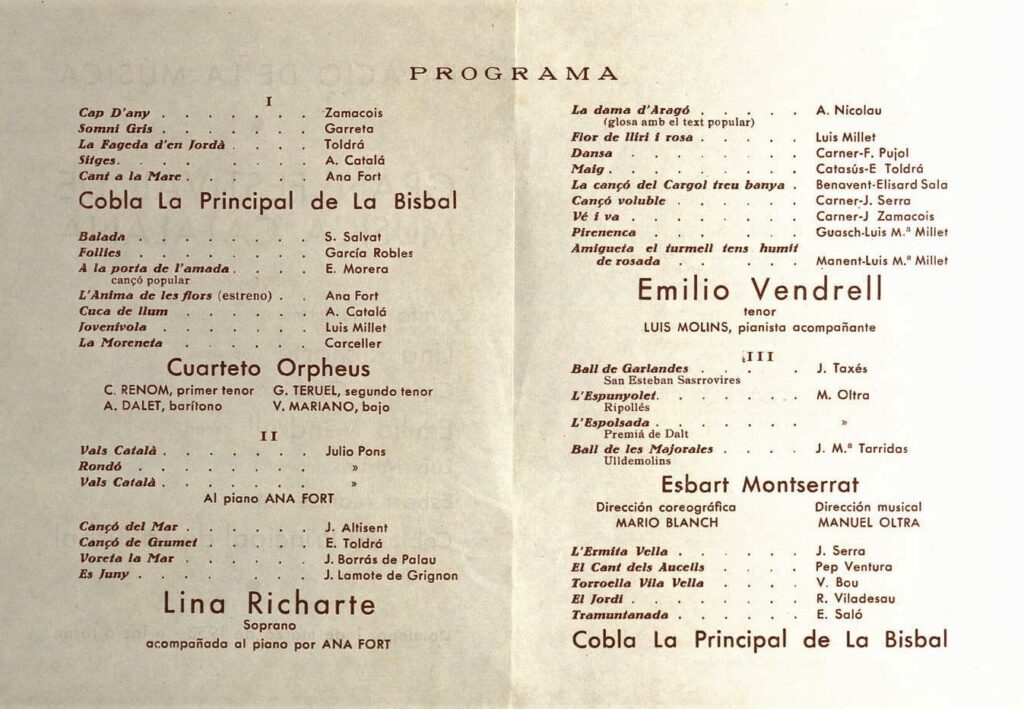 PROGRAMA
I
Cap D'any . . . . . . . Zamacois
Somni Gris . . . . . . . Garreta
La Fageda d'en Jordà . . . . Toldrá
Sitges. . . . . . . . A. Catalá
Cant a la Mare . . . . . . Ana Fort
Cobla La Principal de La Bisbal
Balada . . . . . . . S. Salvat
Follies . . . . . . . García Robles
A la porta de l'amada . . . . E. Morera
cançó popular
L'Anima de les flors (estreno) . . Ana Fort
Cuca de llum . . . . . . A. Catalá
Jovenívola . . . . . . Luis Millet
La Moreneta . . . . . . Carceller
Cuarteto Orpheus
C. RENOM, primer tenor G. TERUEL, segundo tenor
A. DALET, barítono V. MARIANO, bajo
II
Vals Català . . . . . . Julio Pons
Rondó . . . . . . . »
Vals Català . . . . . . »
Al piano ANA FORT
Cançó del Mar . . . . . . J. Altisent
Cançó de Grumet . . . . . E. Toldrá
Voreta la Mar . . . . . . J. Borrás de Palau
Es Juny . . . . . . . J. Lamote de Grignon
Lina Richarte
Soprano
acompañada al piano por ANA FORT
La dama d'Aragó . . . . . A. Nicolau
(glosa amb el text popular)
Flor de lliri i rosa . . . . . Luis Millet
Dansa . . . . . . . Carner-F. Pujol
Maig . . . . . . . . Catasús-E Toldrá
La cançó del Cargol treu banya . Benavent-Elisard Sala
Cançó voluble . . . . . . Carner-J. Serra
Vé i va . . . . . . . Carner-J Zamacois
Pirenenca . . . . . . Guasch-Luis M.ª Millet
Amigueta el turmell tens humit
de rosada . . . . . . Manent-Luis M.ª Millet
Emilio Vendrell
tenor
LUIS MOLINS, pianista acompañante
III
Ball de Garlandes . . . . . J. Taxés
San Esteban Sasrrovires
L'Espunyolet. . . . . . . M. Oltra
Ripollés
L'Espolsada . . . . . . . »
Premiá de Dalt
Ball de les Majorales . . . . J. M.ª Tarridas
Ulldemolins
Esbart Montserrat
Dirección coreográfica Dirección musical
MARIO BLANCH MANUEL OLTRA
L'Ermita Vella . . . . . . J. Serra
El Cant dels Aucells . . . . Pep Ventura
Torroella Vila Vella . . . . V. Bou
El Jordi . . . . . . . R. Viladesau
Tramuntanada . . . . . . E. Saló
Cobla La Principal de La Bisbal